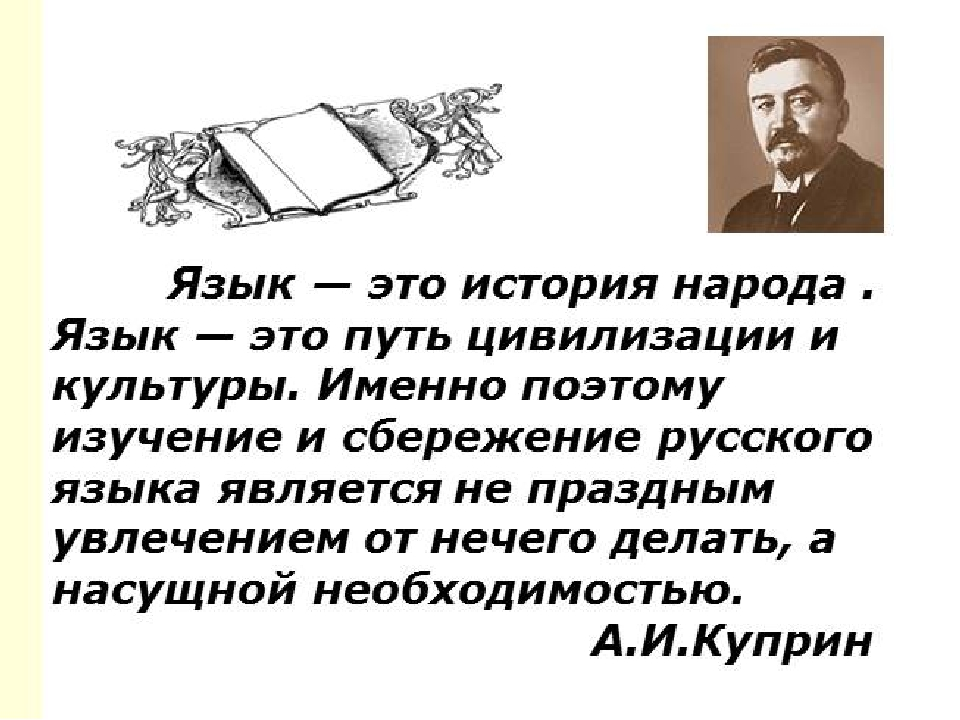 Язык — это история народа .
Язык — это путь цивилизации и
культуры. Именно поэтому
изучение и сбережение русского
языка является не праздным
увлечением от нечего делать, а
насущной необходимостью.
А.И.Куприн